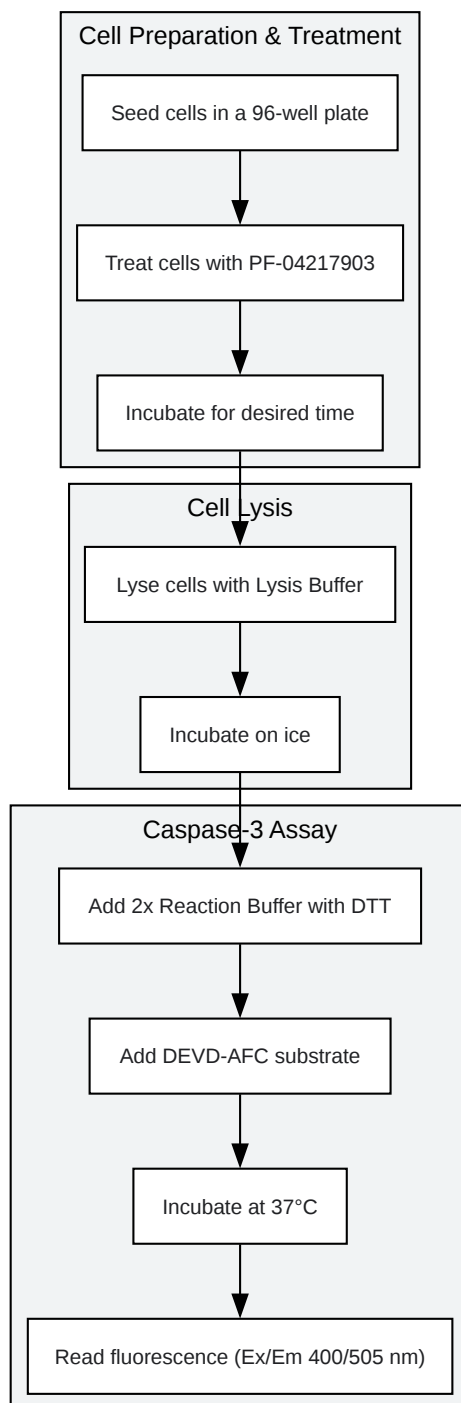 Cell Preparation & Treatment
Seed cells in a 96-well plate
Treat cells with PF-04217903
Incubate for desired time
Cell Lysis
Lyse cells with Lysis Buffer
Incubate on ice
Caspase-3 Assay
Add 2x Reaction Buffer with DTT
Add DEVD-AFC substrate
Incubate at 37°C
Read fluorescence (Ex/Em 400/505 nm)